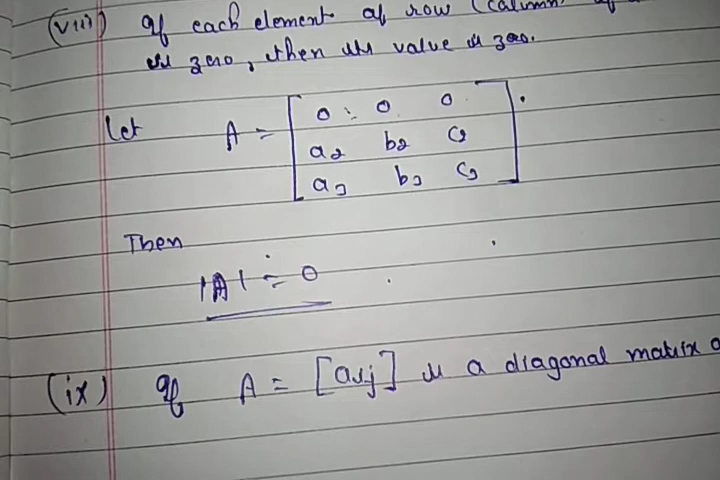 (viii) If each element of row (column)
is zero, then its value is zero.
Let A = [ 0 0 0
a2 b2 c2
a3 b3 c3 ].
Then
|A| = 0
(ix) If A = [aij] is a diagonal matrix o